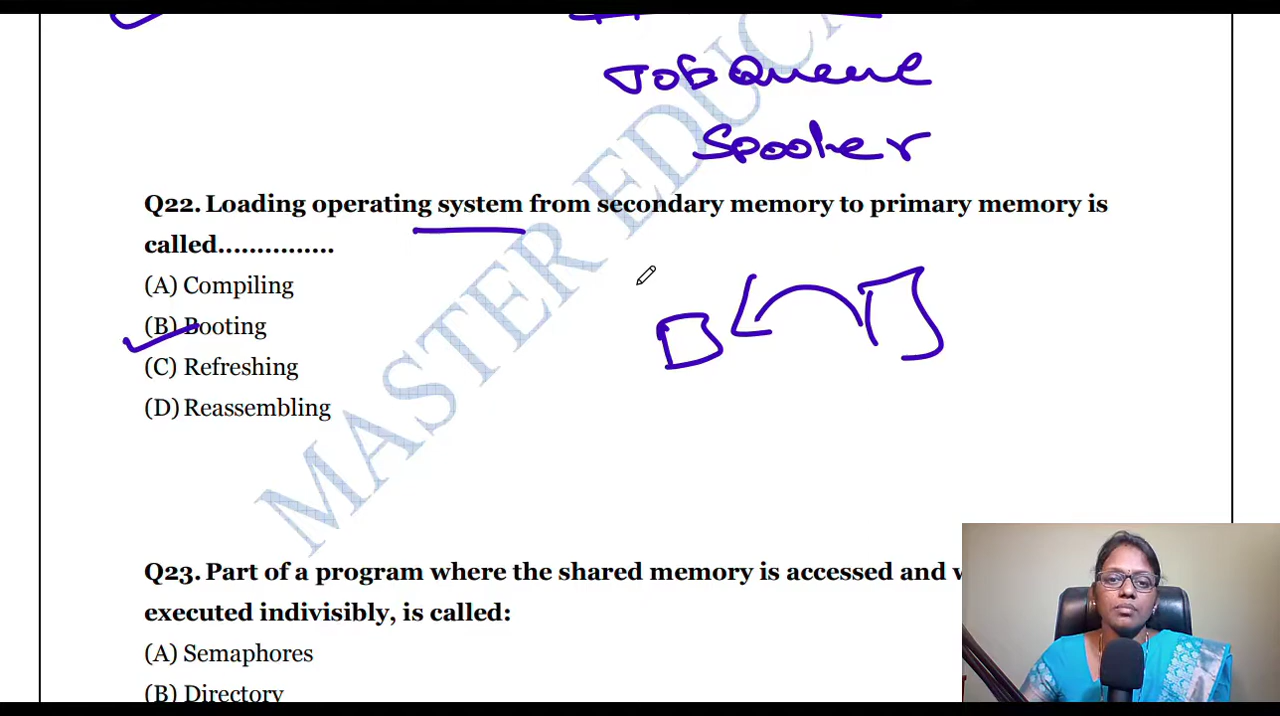 Job Queue
Spooler
Q22. Loading operating system from secondary memory to primary memory is
called...............
(A) Compiling
(B) Booting
(C) Refreshing
(D) Reassembling
MASTER EDUC
Q23. Part of a program where the shared memory is accessed and
executed indivisibly, is called:
(A) Semaphores
(B) Directory